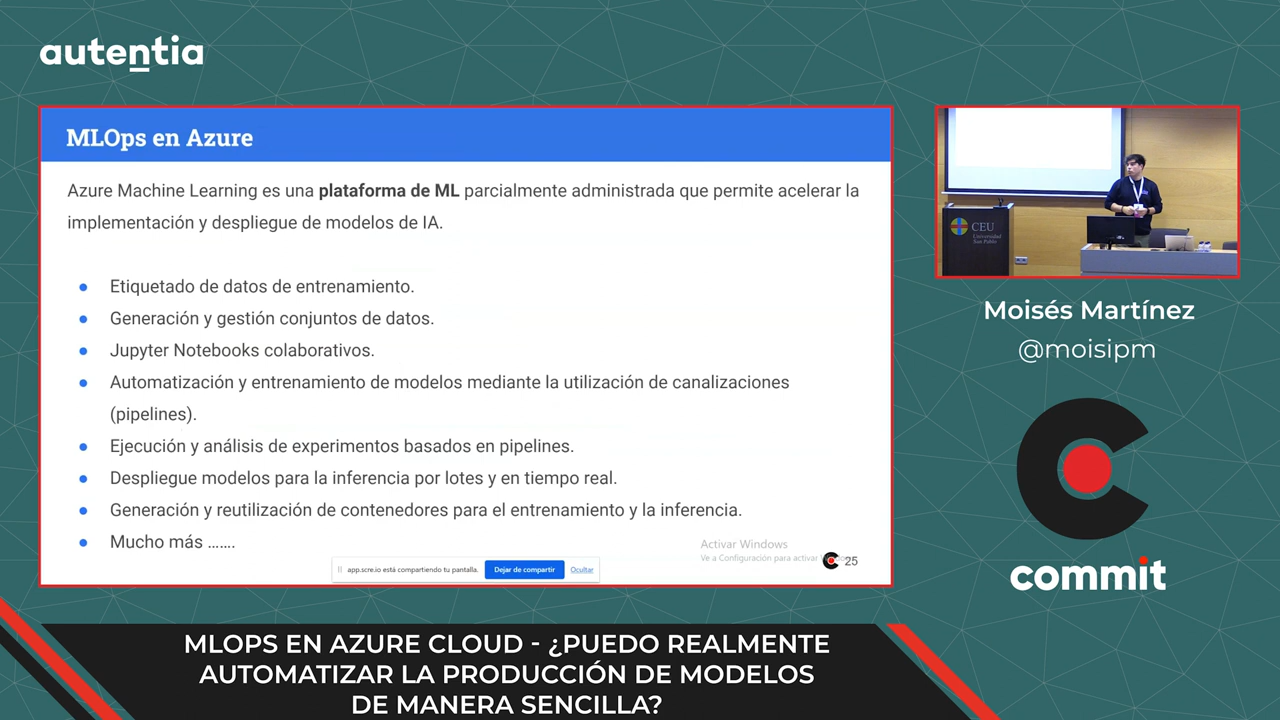 autentia
MLOps en Azure
Azure Machine Learning es una plataforma de ML parcialmente administrada que permite acelerar la
implementación y despliegue de modelos de IA.
● Etiquetado de datos de entrenamiento.
● Generación y gestión conjuntos de datos.
● Jupyter Notebooks colaborativos.
● Automatización y entrenamiento de modelos mediante la utilización de canalizaciones
(pipelines).
● Ejecución y análisis de experimentos basados en pipelines.
● Despliegue modelos para la inferencia por lotes y en tiempo real.
● Generación y reutilización de contenedores para el entrenamiento y la inferencia.
● Mucho más …….
Activar Windows
Ve a Configuración para activar
25
app.scre.io está compartiendo tu pantalla.
Dejar de compartir
Ocultar
CEU
Universidad
San Pablo
Moisés Martínez
@moisipm
commit
MLOPS EN AZURE CLOUD - ¿PUEDO REALMENTE
AUTOMATIZAR LA PRODUCCIÓN DE MODELOS
DE MANERA SENCILLA?